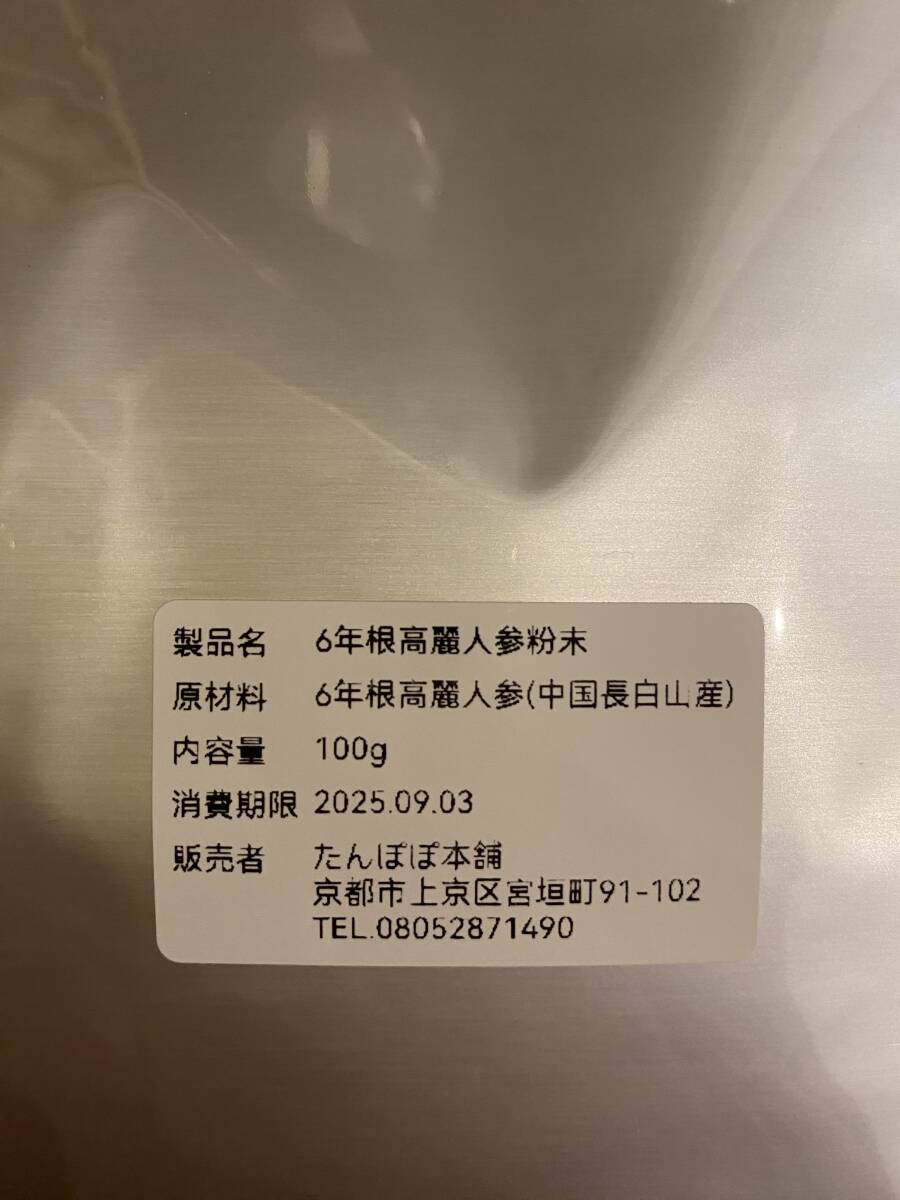 製品名 6年根高麗人参粉末
原材料 6年根高麗人参(中国長白山産)
内容量 100g
消費期限 2025.09.03
販売者 たんぽぽ本舗
京都市上京区宮垣町91-102
TEL.08052871490